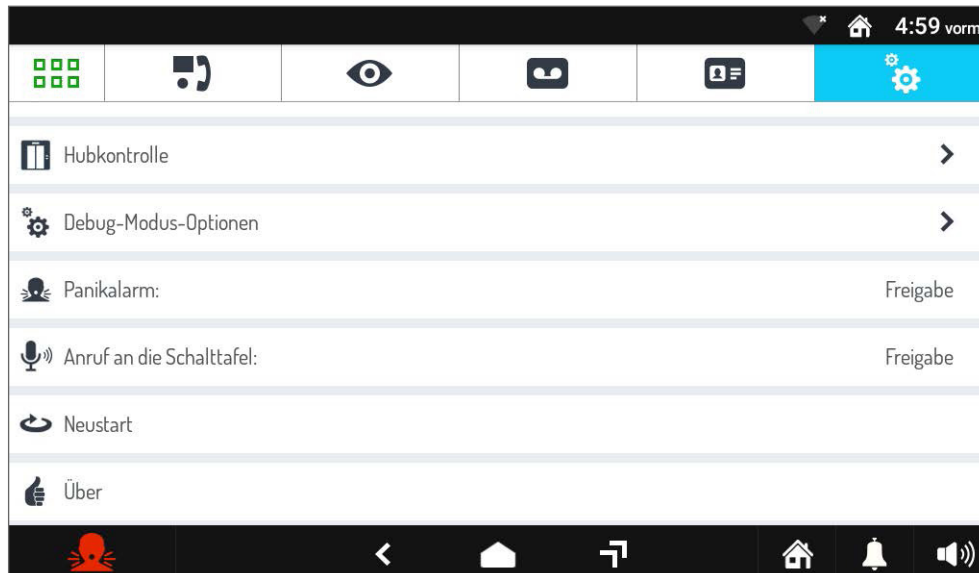 4:59 vorm
Hubkontrolle
Debug-Modus-Optionen
Panikalarm: Freigabe
Anruf an die Schalttafel: Freigabe
Neustart
Über